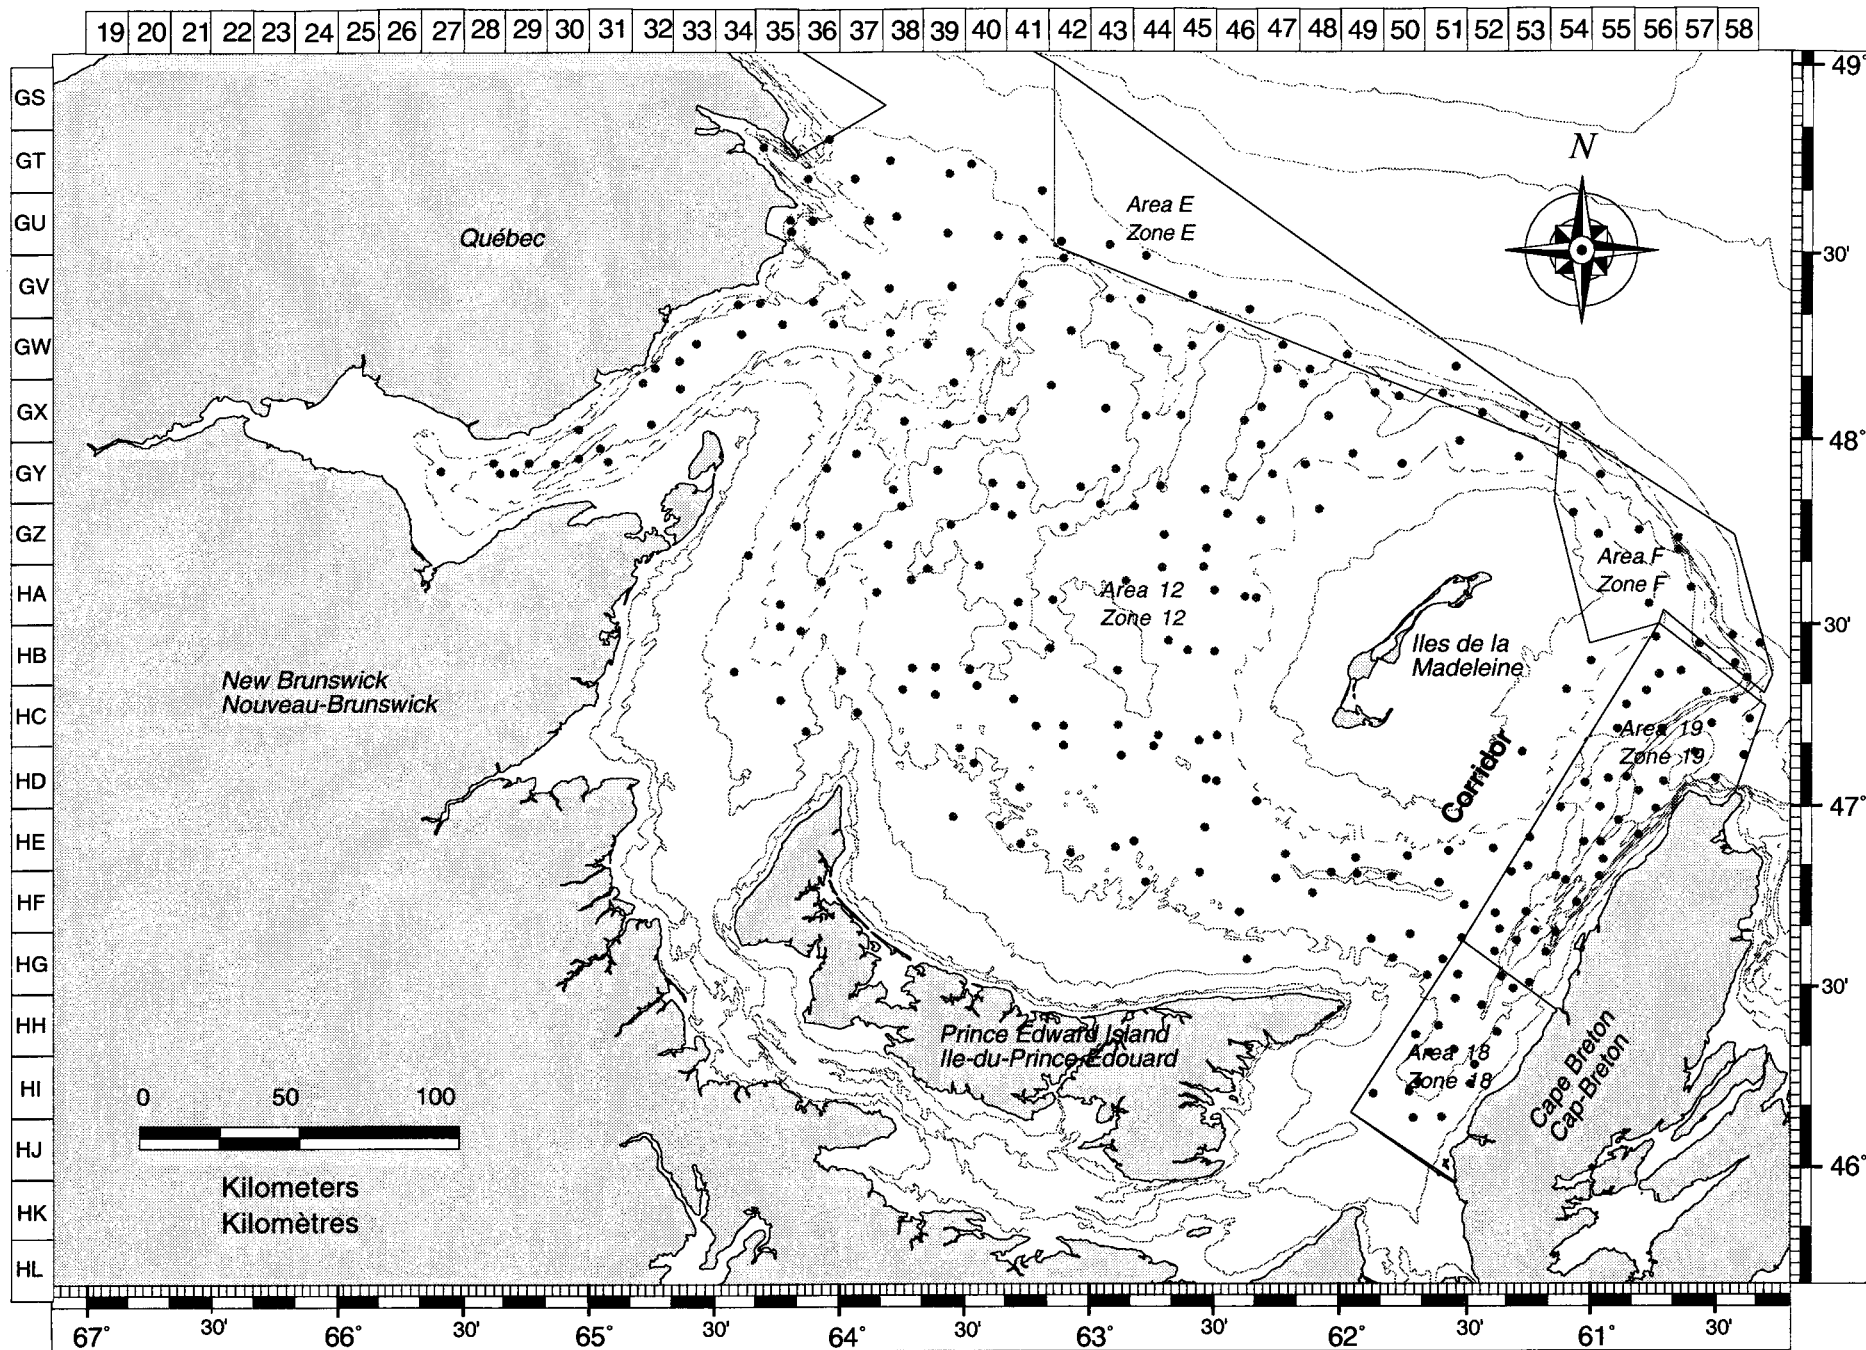 19 20 21 22 23 24 25 26 27 28 29 30 31 32 33 34 35 36 37 38 39 40 41 42 43 44 45 46 47 48 49 50 51 52 53 54 55 56 57 58
49°
GS
GT
N
GU
Area E
Zone E
Québec
30'
GV
GW
GX
48°
GY
GZ
Area F
Zone F
HA
Area 12
Zone 12
30'
HB
Iles de la
Madeleine
New Brunswick
Nouveau-Brunswick
HC
Area 19
Zone 19
Corridor
HD
47°
HE
HF
HG
30'
HH
Prince Edward Island
Ile-du-Prince-Édouard
Area 18
Zone 18
Cape Breton
Cap-Breton
HI
0 50 100
HJ
46°
Kilometers
Kilomètres
HK
HL
67° 30' 66° 30' 65° 30' 64° 30' 63° 30' 62° 30' 61° 30'